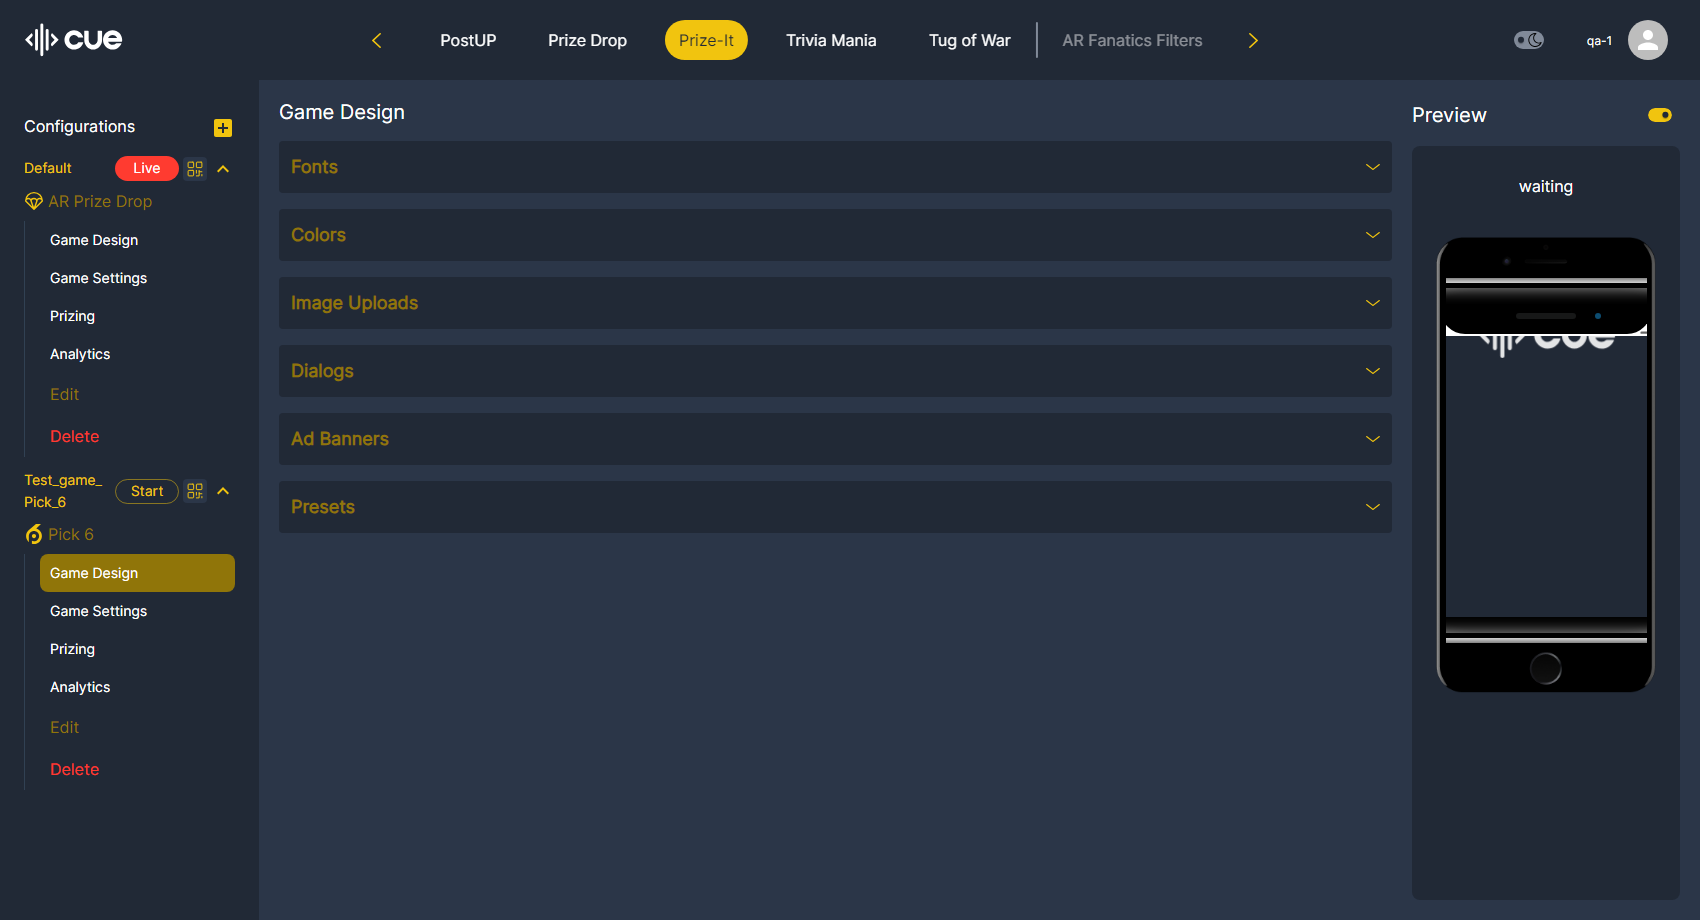 cue
PostUP
Prize Drop
Prize-It
Trivia Mania
Tug of War
AR Fanatics Filters
qa-1
Configurations
Default
Live
AR Prize Drop
Game Design
Game Settings
Prizing
Analytics
Edit
Delete
Test_game_
Pick_6
Start
Pick 6
Game Design
Game Settings
Prizing
Analytics
Edit
Delete
Game Design
Fonts
Colors
Image Uploads
Dialogs
Ad Banners
Presets
Preview
waiting
cue